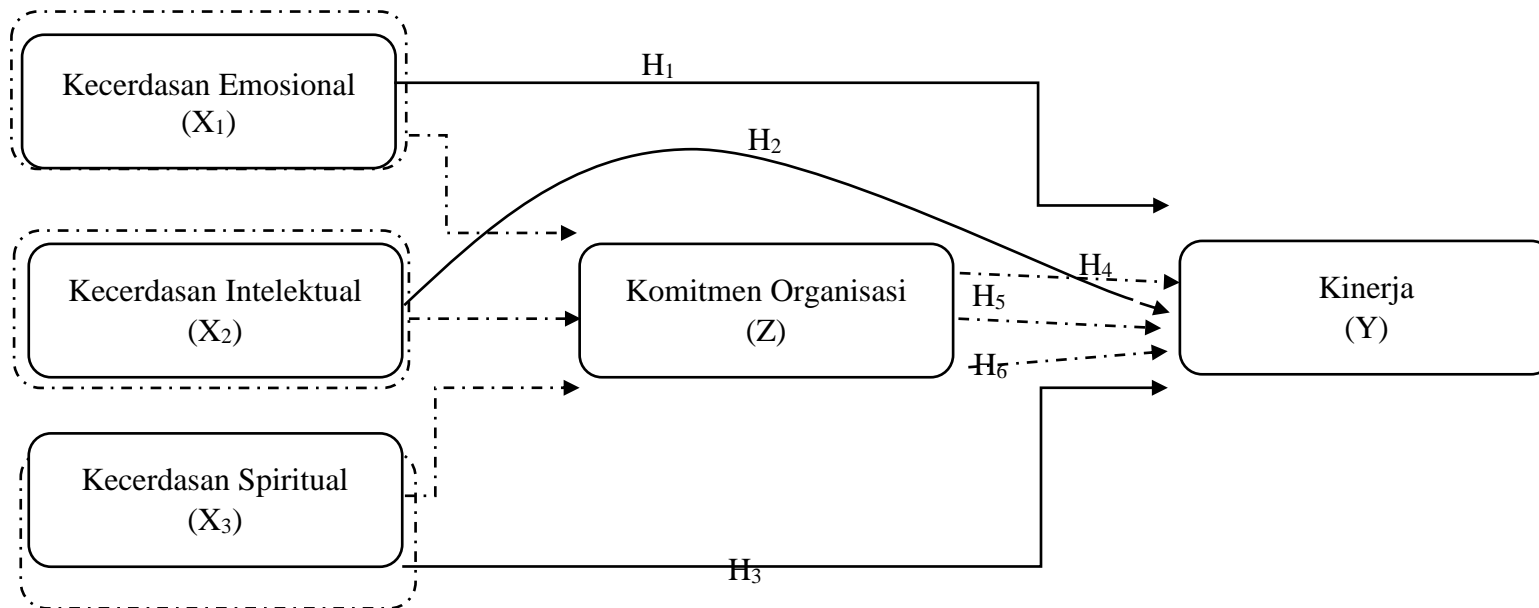 H₁
Kecerdasan Emosional
(X₁)
H₂
Kecerdasan Intelektual
(X₂)
Komitmen Organisasi
(Z)
H₄
H₅
H₆
Kinerja
(Y)
Kecerdasan Spiritual
(X₃)
H₃